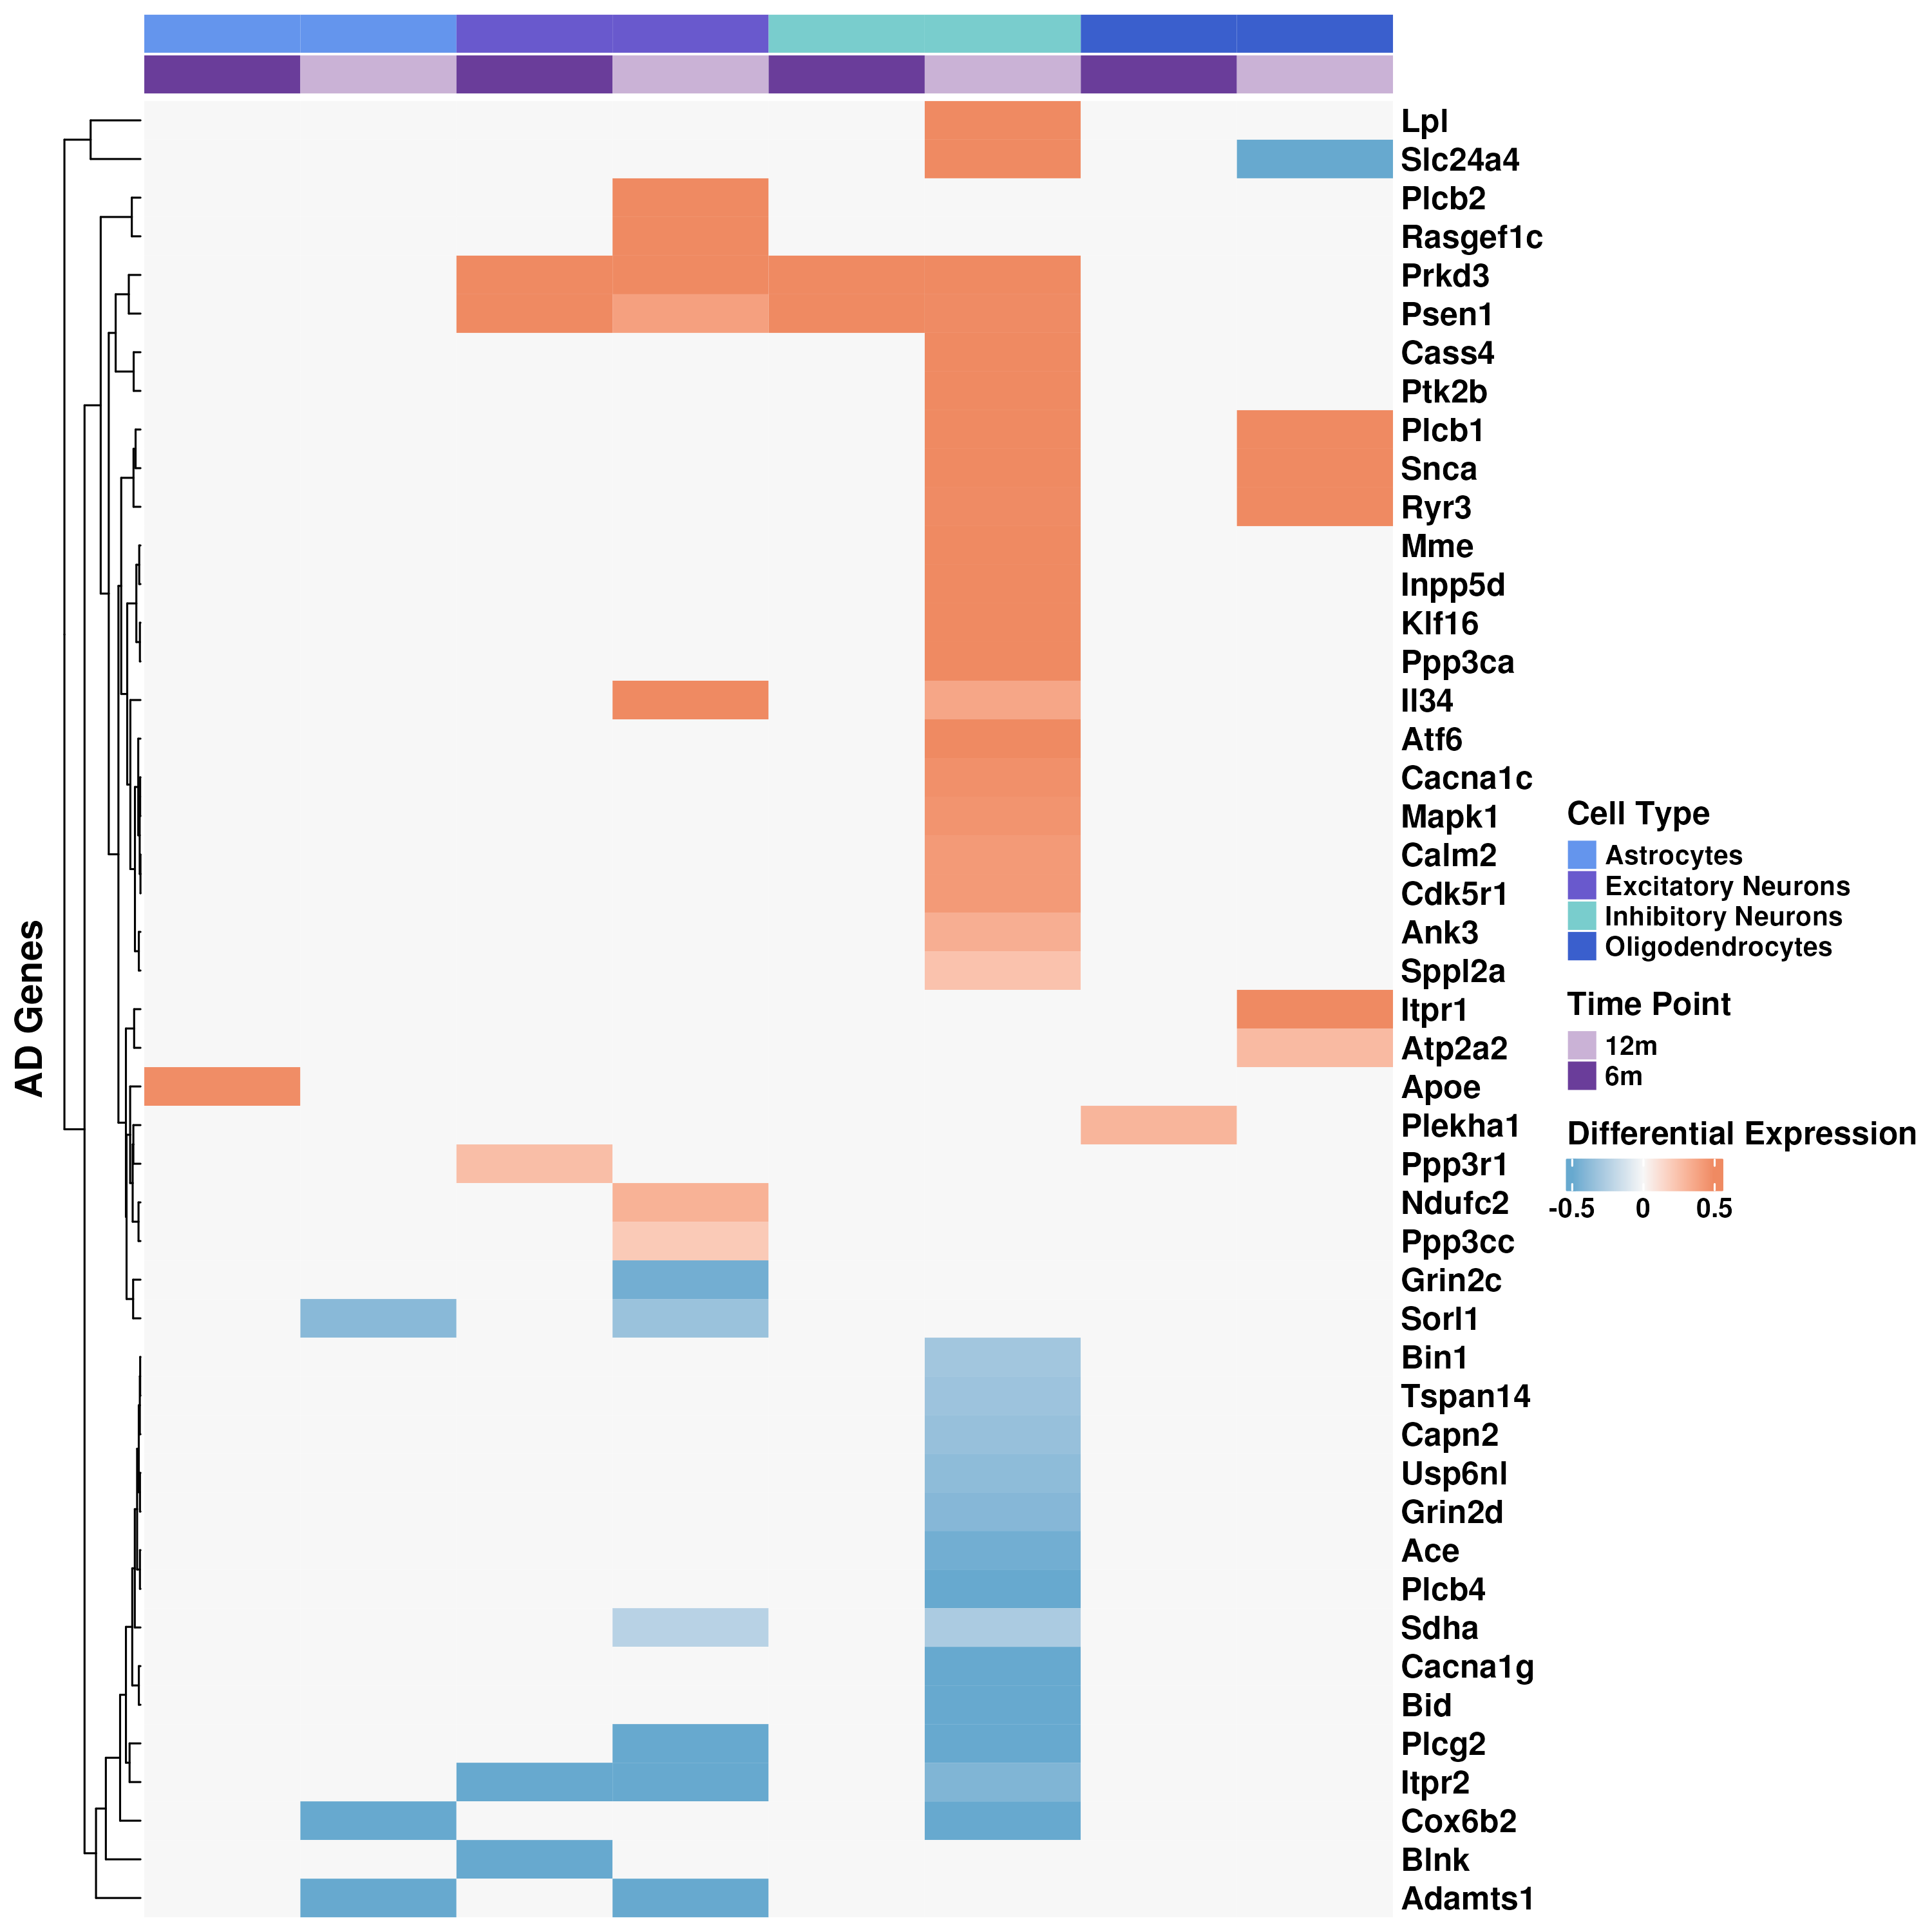 AD Genes
Lpl
Slc24a4
Plcb2
Rasgef1c
Prkd3
Psen1
Cass4
Ptk2b
Plcb1
Snca
Ryr3
Mme
Inpp5d
Klf16
Ppp3ca
Il34
Atf6
Cacna1c
Mapk1
Calm2
Cdk5r1
Ank3
Sppl2a
Itpr1
Atp2a2
Apoe
Plekha1
Ppp3r1
Ndufc2
Ppp3cc
Grin2c
Sorl1
Bin1
Tspan14
Capn2
Usp6nl
Grin2d
Ace
Plcb4
Sdha
Cacna1g
Bid
Plcg2
Itpr2
Cox6b2
Blnk
Adamts1
Cell Type
Astrocytes
Excitatory Neurons
Inhibitory Neurons
Oligodendrocytes
Time Point
12m
6m
Differential Expression
-0.5 0 0.5